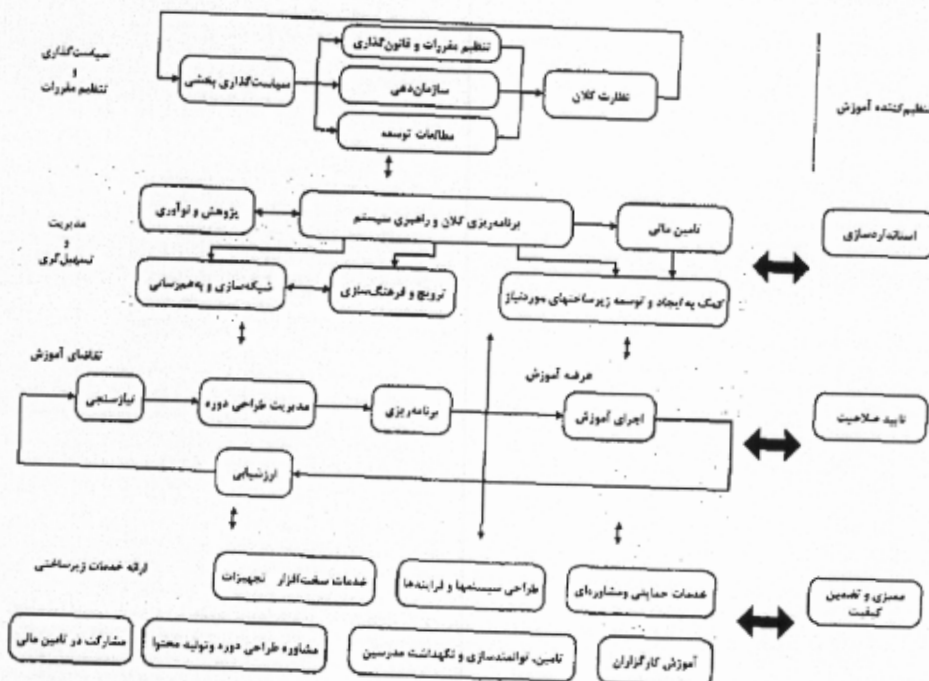 تنظیم مقررات و قانون‌گذاری
سیاست‌گذاری
و
تنظیم مقررات
سیاست‌گذاری بخشی
سازمان‌دهی
نظارت کلان
تنظیم‌کننده آموزش
مطالعات توسعه
پژوهش و نوآوری
برنامه‌ریزی کلان و راهبری سیستم
تامین مالی
استانداردسازی
مدیریت
و
تسهیل‌گری
شبکه‌سازی و به‌هم‌رسانی
ترویج و فرهنگ‌سازی
کمک به ایجاد و توسعه زیرساختهای موردنیاز
تقاضای آموزش
عرضه آموزش
نیازسنجی
مدیریت طراحی دوره
برنامه‌ریزی
اجرای آموزش
تایید صلاحیت
ارزشیابی
ارائه خدمات زیرساختی
خدمات سخت‌افزار تجهیزات
طراحی سیستمها و فرایندها
خدمات حمایتی ومشاوره‌ای
ممیزی و تضمین
کیفیت
مشارکت در تامین مالی
مشاوره طراحی دوره وتولید محتوا
تامین، توانمندسازی و نگهداشت مدرسین
آموزش کارگزاران